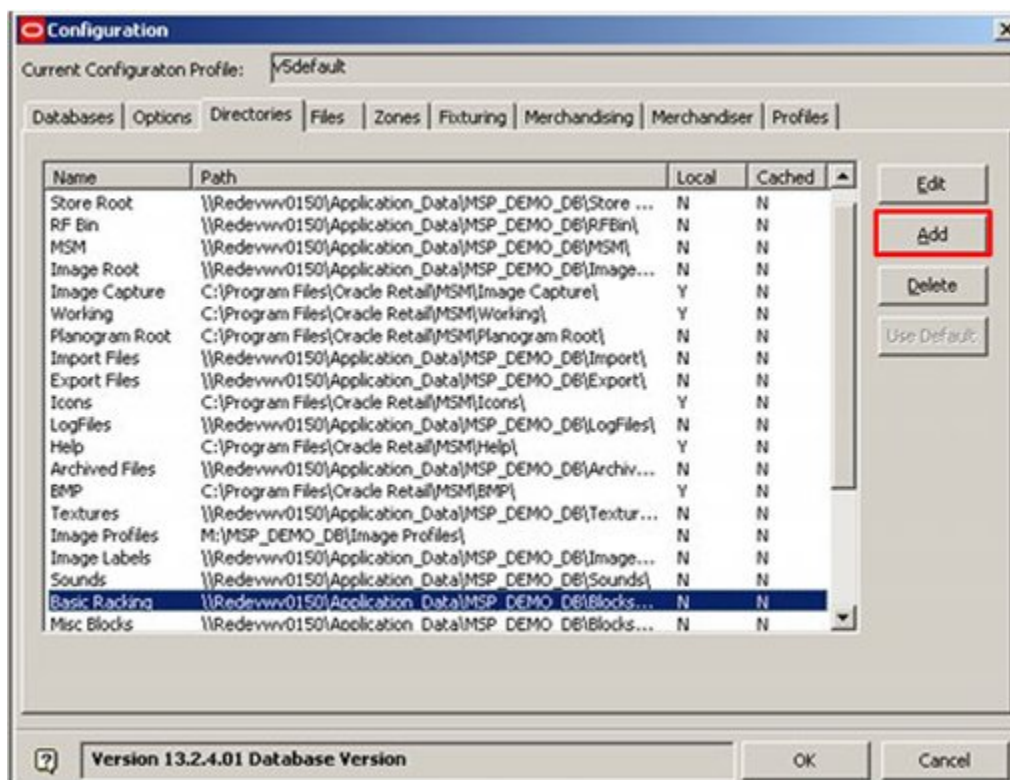 Configuration
Current Configuraton Profile: v5default
Databases Options Directories Files Zones Fixturing Merchandising Merchandiser Profiles
Name Path Local Cached
Store Root \\Redevwv0150\Application_Data\MSP_DEMO_DB\Store ... N N
RF Bin \\Redevwv0150\Application_Data\MSP_DEMO_DB\RFBin\ N N
MSM \\Redevwv0150\Application_Data\MSP_DEMO_DB\MSM\ N N
Image Root \\Redevwv0150\Application_Data\MSP_DEMO_DB\Image... N N
Image Capture C:\Program Files\Oracle Retail\MSM\Image Capture\ Y N
Working C:\Program Files\Oracle Retail\MSM\Working\ Y N
Planogram Root C:\Program Files\Oracle Retail\MSM\Planogram Root\ N N
Import Files \\Redevwv0150\Application_Data\MSP_DEMO_DB\Import\ N N
Export Files \\Redevwv0150\Application_Data\MSP_DEMO_DB\Export\ N N
Icons C:\Program Files\Oracle Retail\MSM\Icons\ Y N
LogFiles \\Redevwv0150\Application_Data\MSP_DEMO_DB\LogFiles\ N N
Help C:\Program Files\Oracle Retail\MSM\Help\ Y N
Archived Files \\Redevwv0150\Application_Data\MSP_DEMO_DB\Archiv... N N
BMP C:\Program Files\Oracle Retail\MSM\BMP\ Y N
Textures \\Redevwv0150\Application_Data\MSP_DEMO_DB\Textur... N N
Image Profiles M:\MSP_DEMO_DB\Image Profiles\ N N
Image Labels \\Redevwv0150\Application_Data\MSP_DEMO_DB\Image... N N
Sounds \\Redevwv0150\Application_Data\MSP_DEMO_DB\Sounds\ N N
Basic Racking \\Redevwv0150\Application_Data\MSP_DEMO_DB\Blocks... N N
Misc Blocks \\Redevwv0150\Application_Data\MSP_DEMO_DB\Blocks... N N
Edit
Add
Delete
Use Default
Version 13.2.4.01 Database Version
OK
Cancel